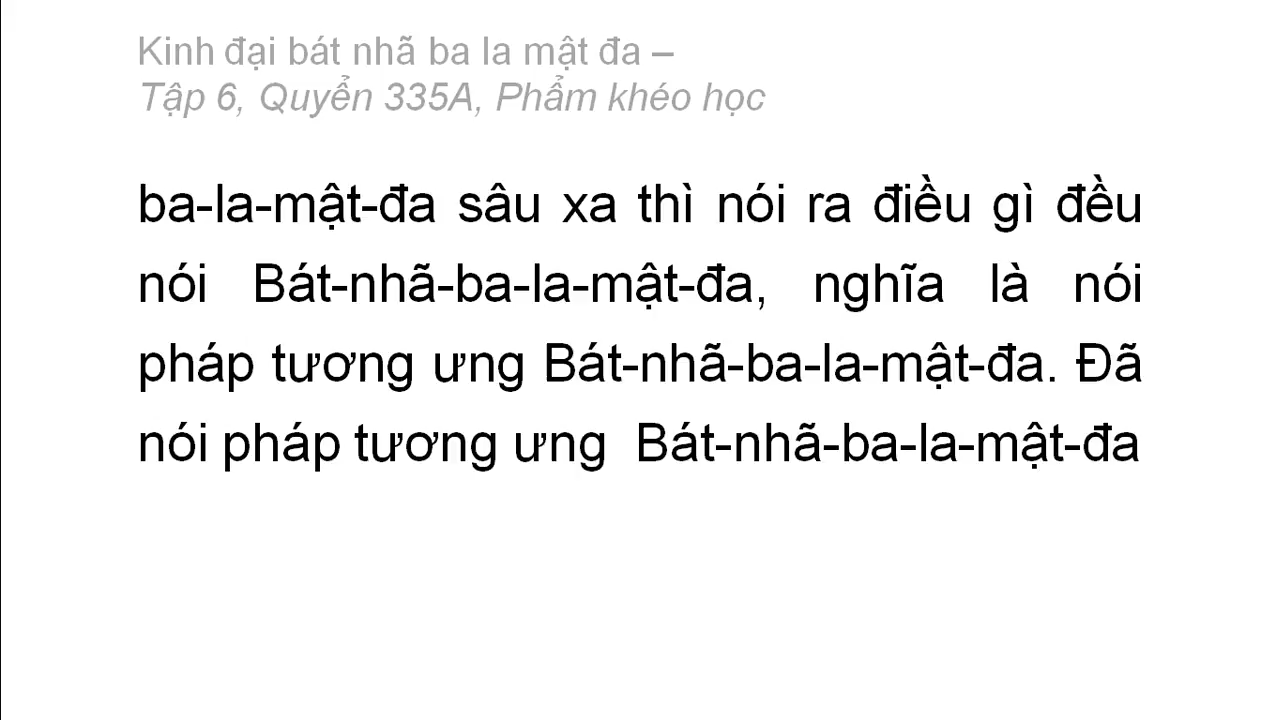 Kinh đại bát nhã ba la mật đa –
Tập 6, Quyển 335A, Phẩm khéo học
ba-la-mật-đa sâu xa thì nói ra điều gì đều
nói Bát-nhã-ba-la-mật-đa, nghĩa là nói
pháp tương ưng Bát-nhã-ba-la-mật-đa. Đã
nói pháp tương ưng Bát-nhã-ba-la-mật-đa